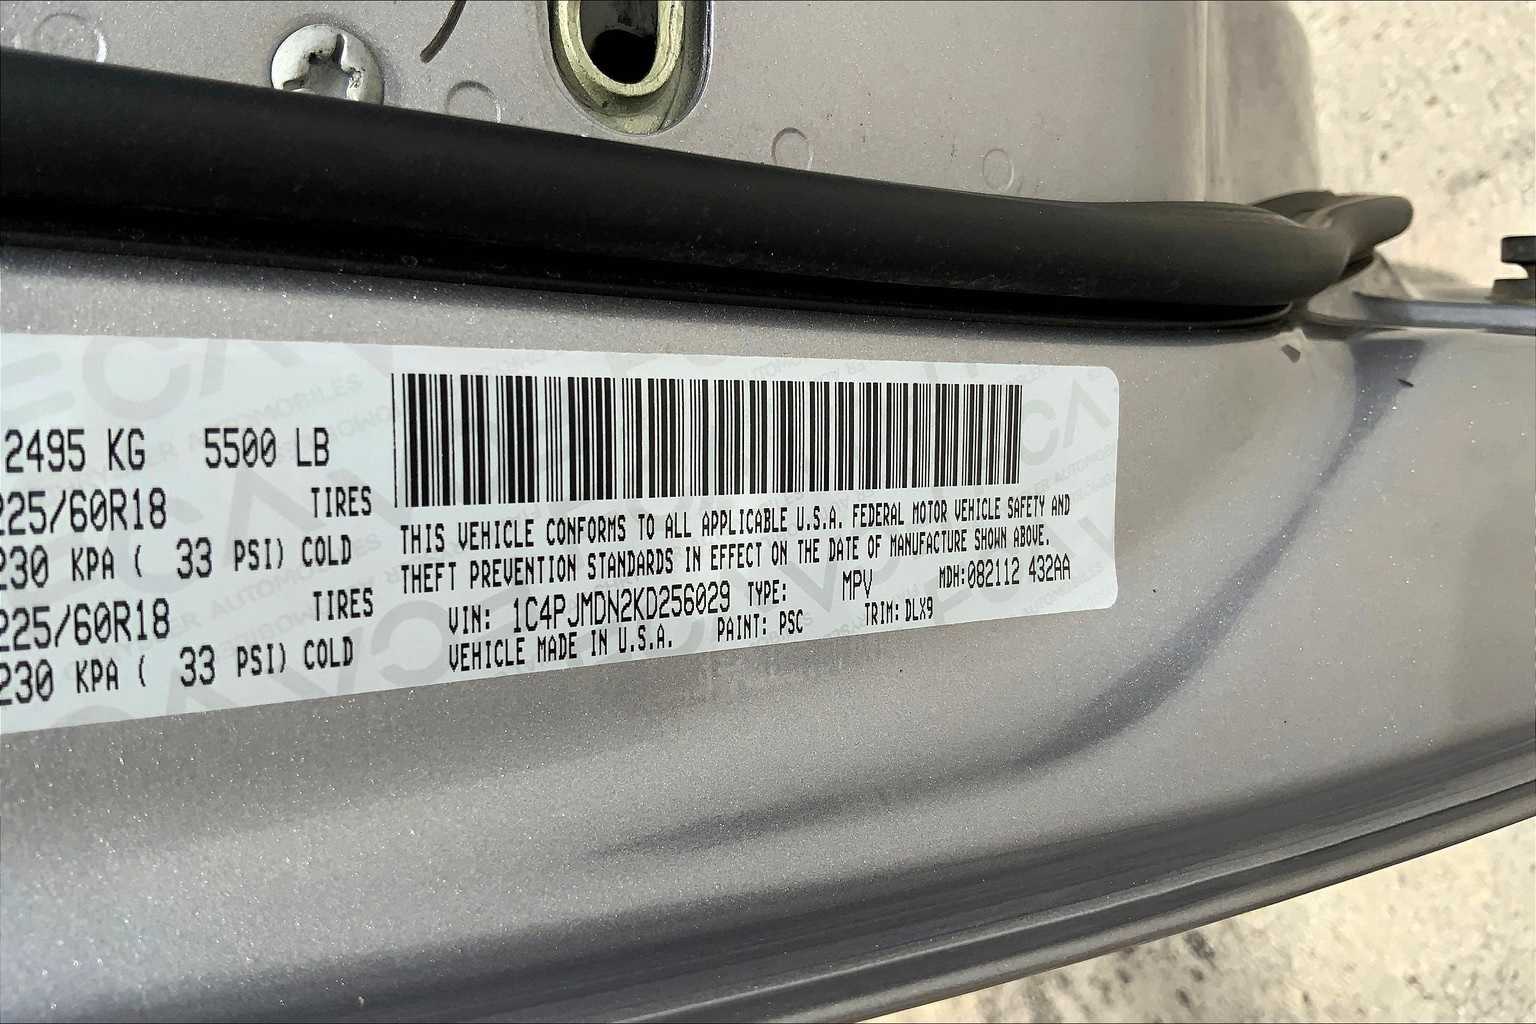 2495 KG 5500 LB
225/60R18 TIRES
230 KPA ( 33 PSI) COLD
225/60R18 TIRES
230 KPA ( 33 PSI) COLD
THIS VEHICLE CONFORMS TO ALL APPLICABLE U.S.A. FEDERAL MOTOR VEHICLE SAFETY AND
THEFT PREVENTION STANDARDS IN EFFECT ON THE DATE OF MANUFACTURE SHOWN ABOVE.
VIN: 1C4PJMDN2KD256029 TYPE: MPV MDH:082112 432AA
VEHICLE MADE IN U.S.A. PAINT: PSC TRIM: DLX9